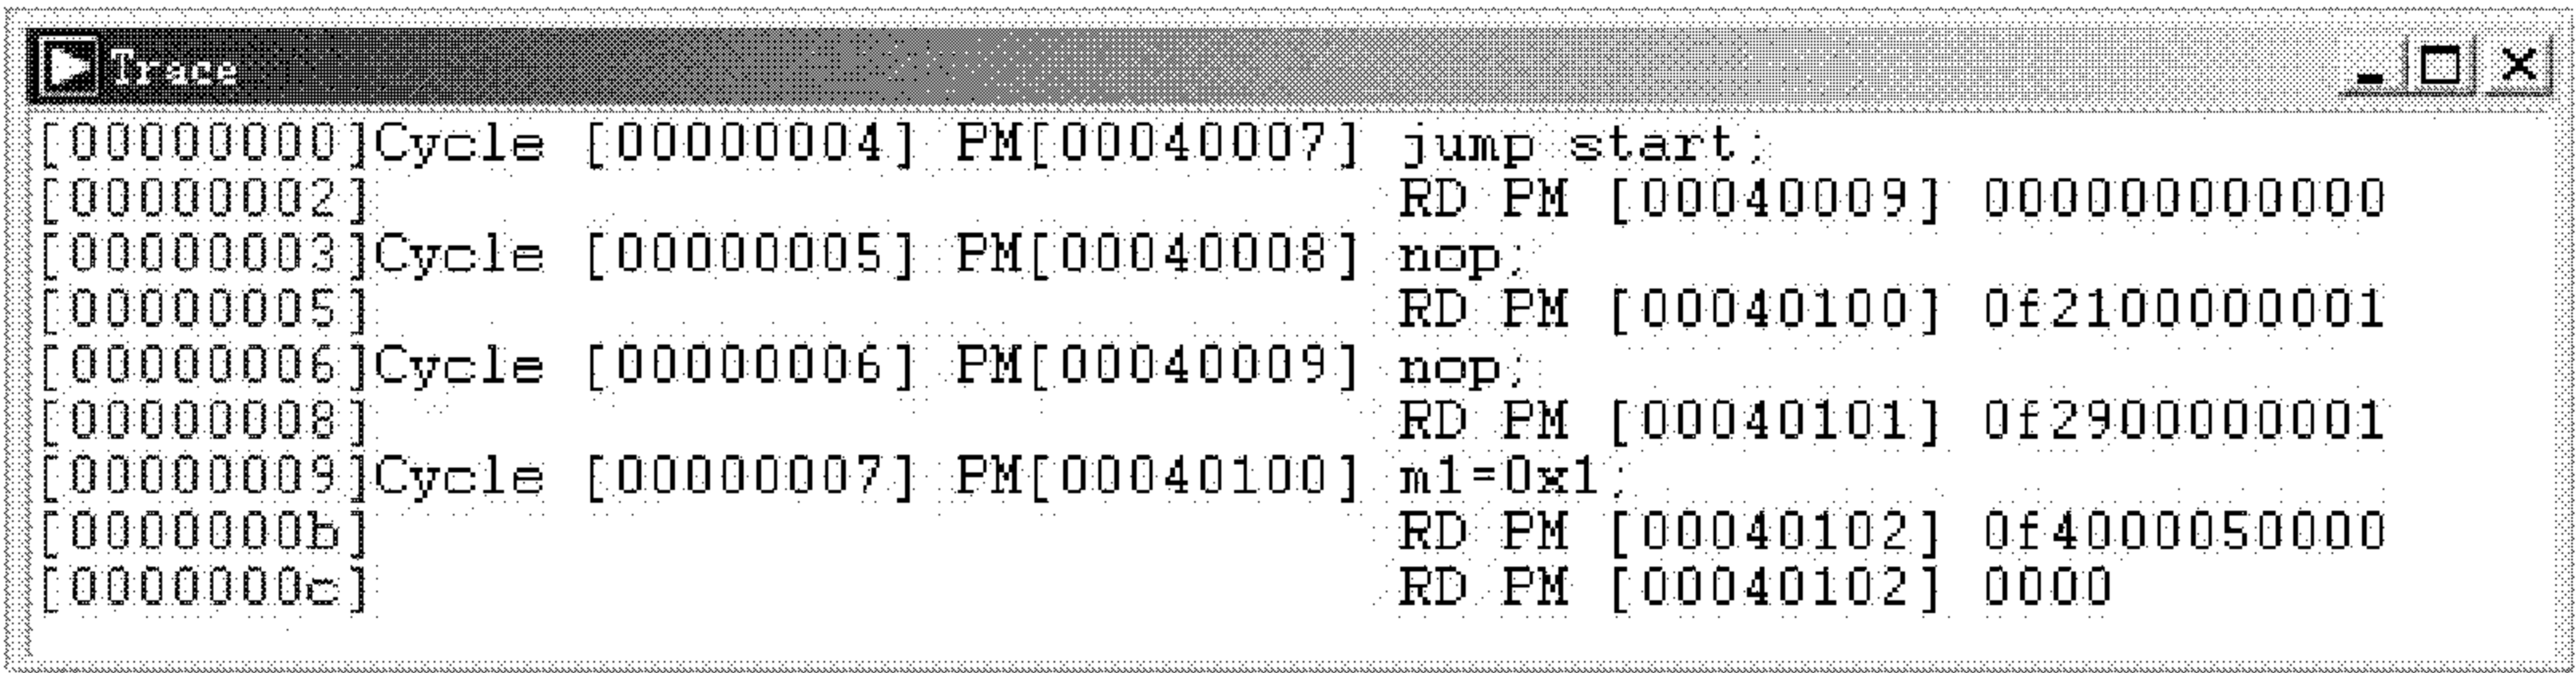 Trace
[00000000]Cycle [00000004] PM[00040007] jump start;
[00000002] RD PM [00040009] 000000000000
[00000003]Cycle [00000005] PM[00040008] nop;
[00000005] RD PM [00040100] 0f2100000001
[00000006]Cycle [00000006] PM[00040009] nop;
[00000008] RD PM [00040101] 0f2900000001
[00000009]Cycle [00000007] PM[00040100] m1=0x1;
[0000000b] RD PM [00040102] 0f4000050000
[0000000c] RD PM [00040102] 0000